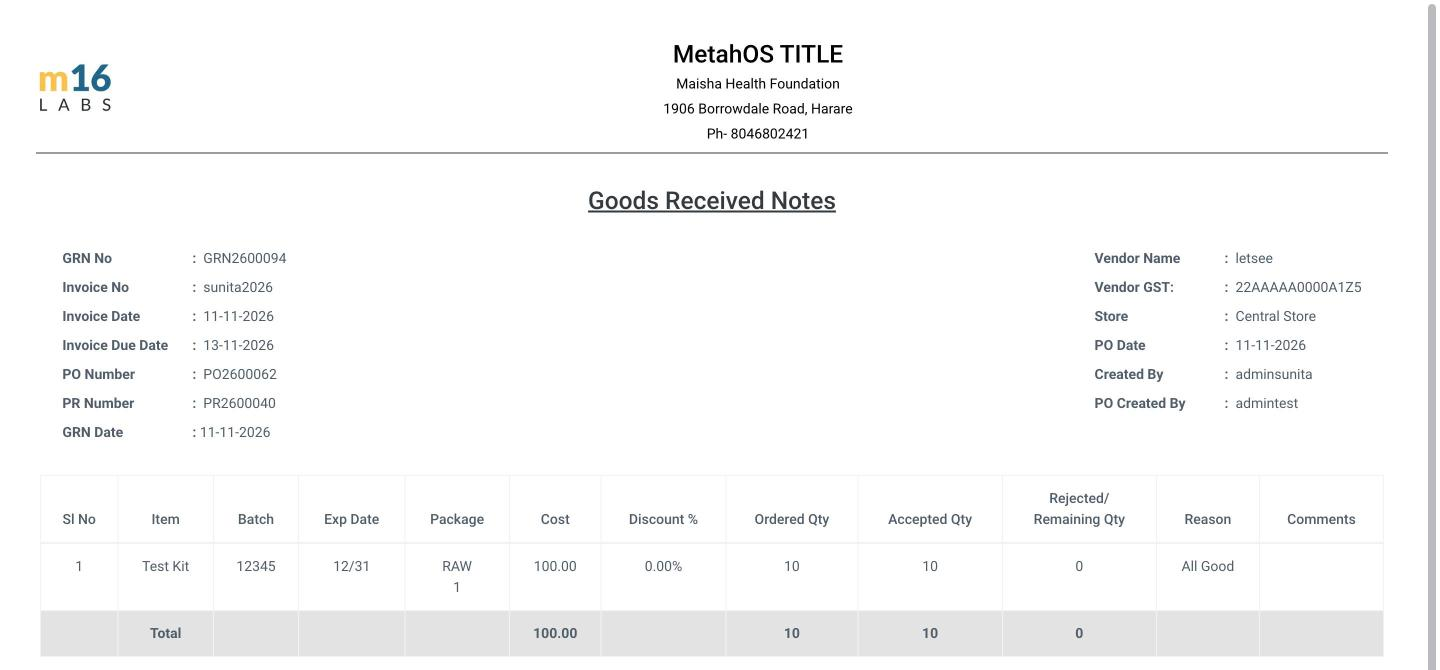 m16
LABS
MetahOS TITLE
Maisha Health Foundation
1906 Borrowdale Road, Harare
Ph- 8046802421
Goods Received Notes
GRN No : GRN2600094
Invoice No : sunita2026
Invoice Date : 11-11-2026
Invoice Due Date : 13-11-2026
PO Number : PO2600062
PR Number : PR2600040
GRN Date : 11-11-2026
Vendor Name : letsee
Vendor GST: : 22AAAAA0000A1Z5
Store : Central Store
PO Date : 11-11-2026
Created By : adminsunita
PO Created By : admintest
Sl No Item Batch Exp Date Package Cost Discount % Ordered Qty Accepted Qty Rejected/ Remaining Qty Reason Comments
1 Test Kit 12345 12/31 RAW 1 100.00 0.00% 10 10 0 All Good
Total 100.00 10 10 0